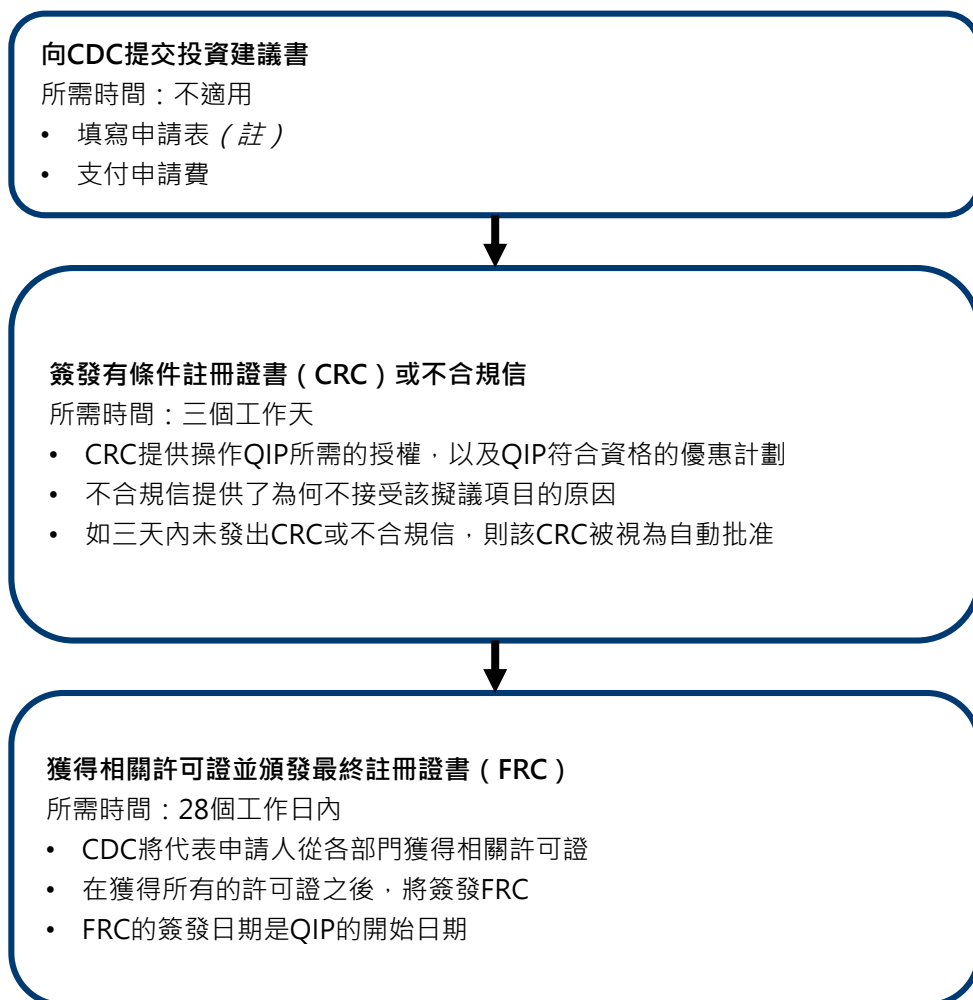 向CDC提交投資建議書
所需時間：不適用
• 填寫申請表（註）
• 支付申請費
簽發有條件註冊證書（CRC）或不合規信
所需時間：三個工作天
• CRC提供操作QIP所需的授權，以及QIP符合資格的優惠計劃
• 不合規信提供了為何不接受該擬議項目的原因
• 如三天內未發出CRC或不合規信，則該CRC被視為自動批准
獲得相關許可證並頒發最終註冊證書（FRC）
所需時間：28個工作日內
• CDC將代表申請人從各部門獲得相關許可證
• 在獲得所有的許可證之後，將簽發FRC
• FRC的簽發日期是QIP的開始日期